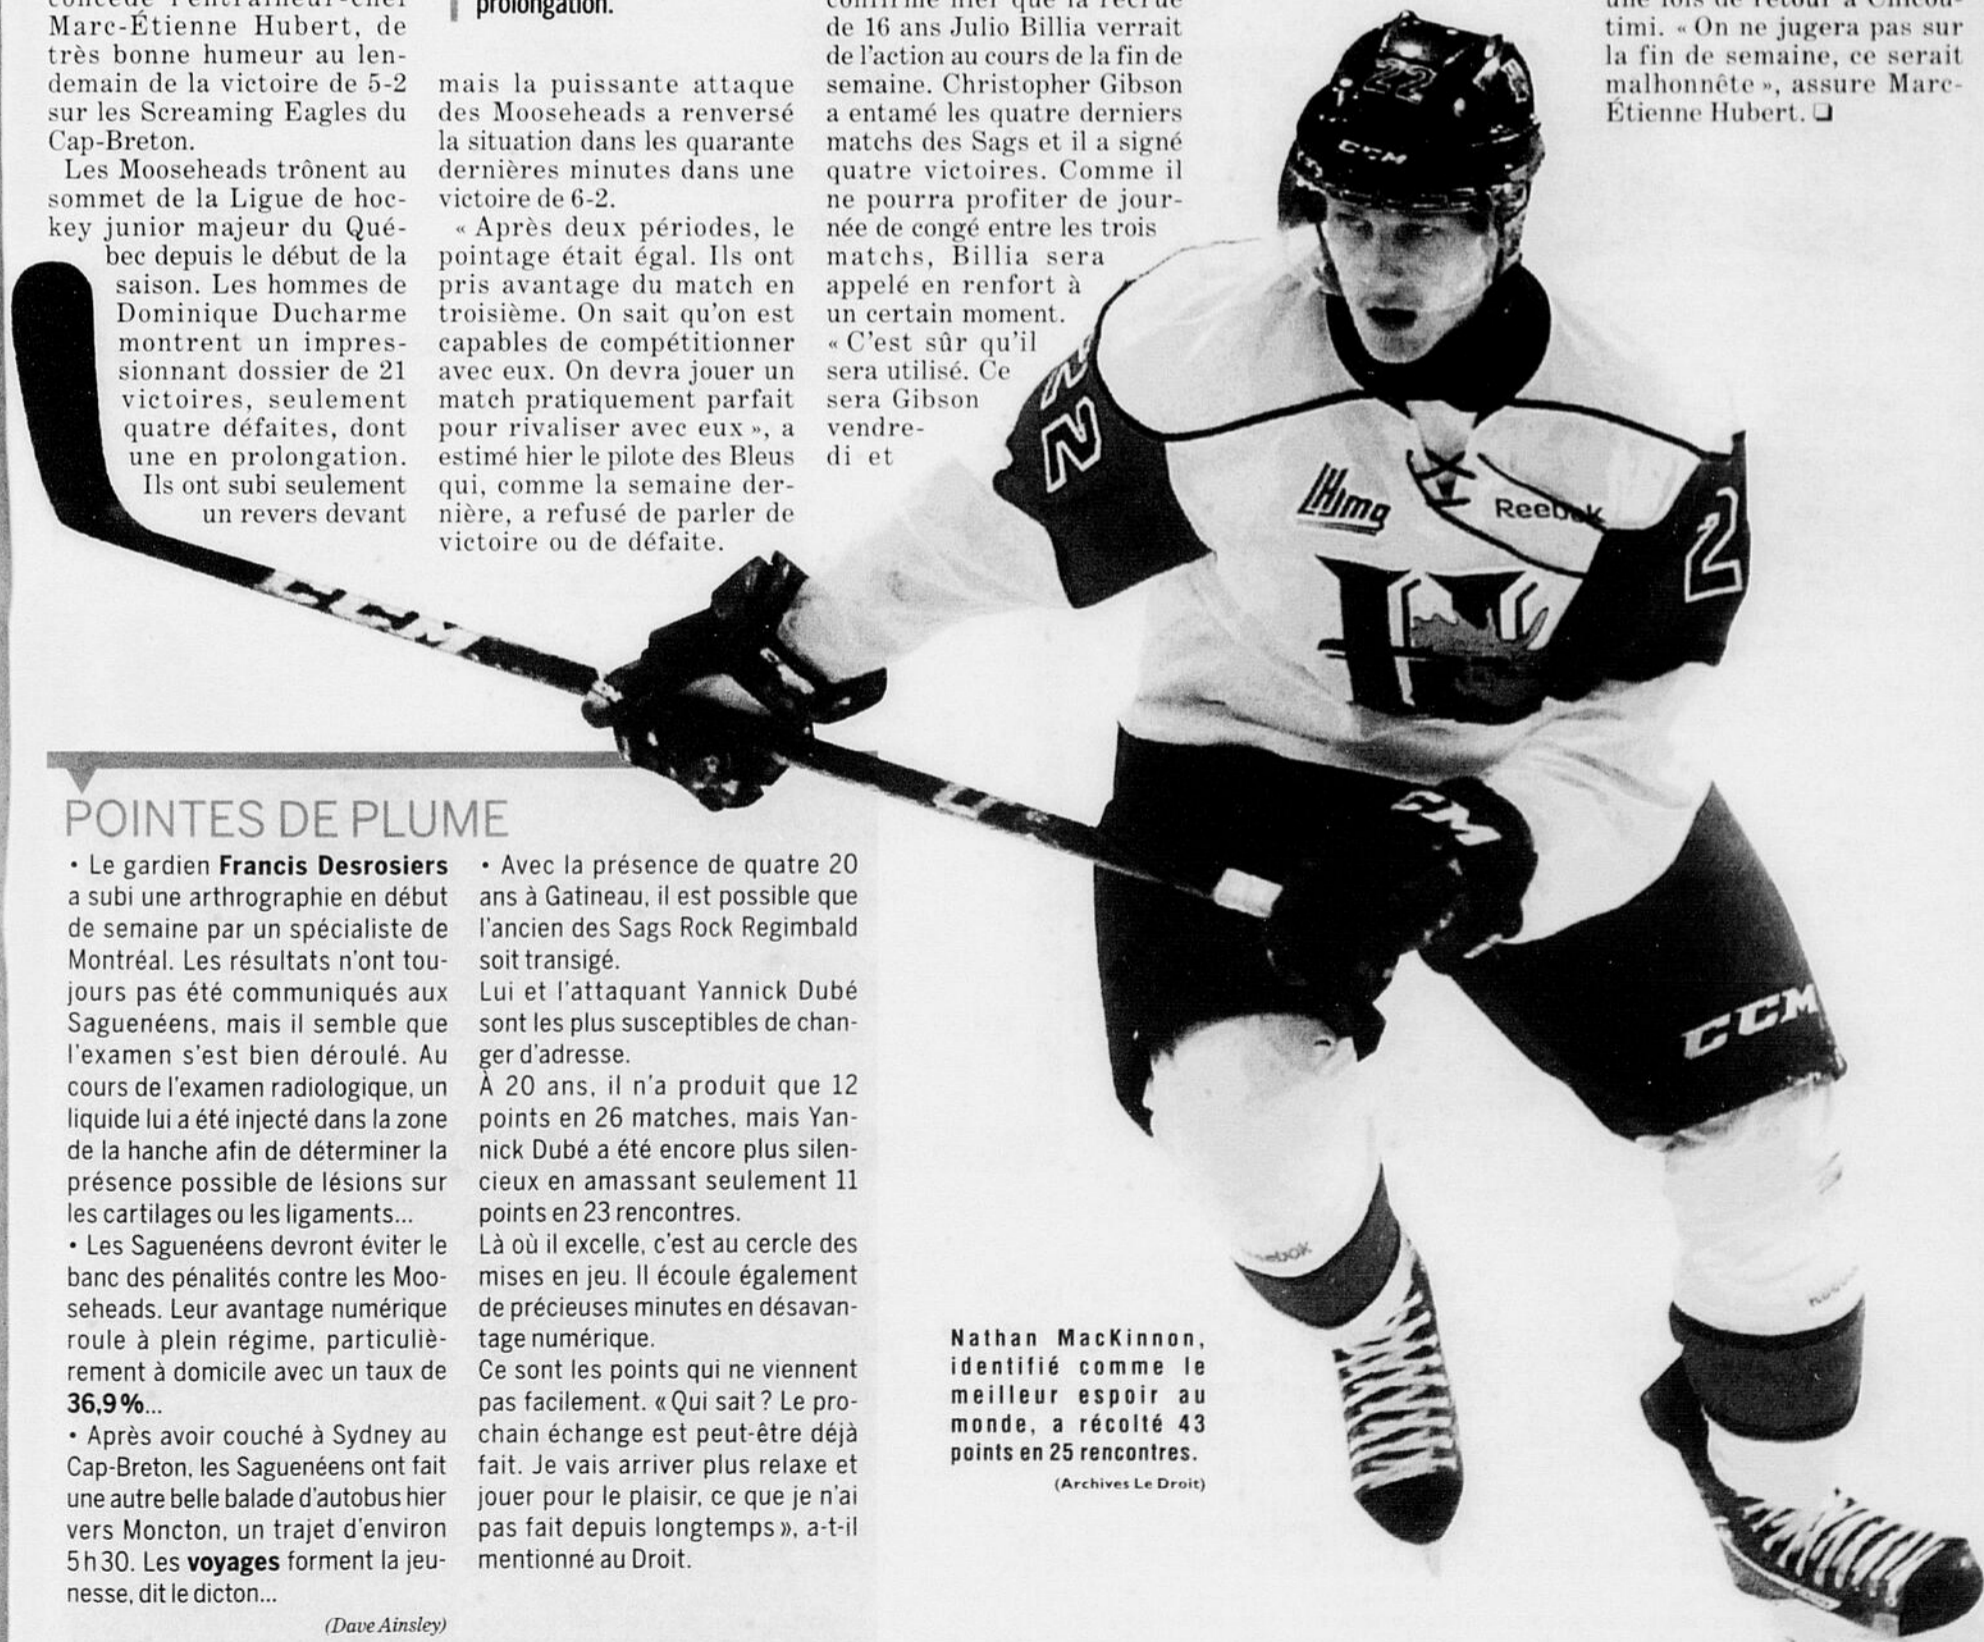 concède l'entraîneur-chef
Marc-Étienne Hubert, de
très bonne humeur au len-
demain de la victoire de 5-2
sur les Screaming Eagles du
Cap-Breton.
Les Mooseheads trônent au
sommet de la Ligue de hoc-
key junior majeur du Qué-
bec depuis le début de la
saison. Les hommes de
Dominique Ducharme
montrent un impres-
sionnant dossier de 21
victoires, seulement
quatre défaites, dont
une en prolongation.
Ils ont subi seulement
un revers devant
prolongation.
mais la puissante attaque
des Mooseheads a renversé
la situation dans les quarante
dernières minutes dans une
victoire de 6-2.
« Après deux périodes, le
pointage était égal. Ils ont
pris avantage du match en
troisième. On sait qu'on est
capables de compétitionner
avec eux. On devra jouer un
match pratiquement parfait
pour rivaliser avec eux », a
estimé hier le pilote des Bleus
qui, comme la semaine der-
nière, a refusé de parler de
victoire ou de défaite.
confirmé hier que la recrue
de 16 ans Julio Billia verrait
de l'action au cours de la fin de
semaine. Christopher Gibson
a entamé les quatre derniers
matchs des Sags et il a signé
quatre victoires. Comme il
ne pourra profiter de jour-
née de congé entre les trois
matchs, Billia sera
appelé en renfort à
un certain moment.
« C'est sûr qu'il
sera utilisé. Ce
sera Gibson
vendre-
di et
une fois de retour à Chicou-
timi. « On ne jugera pas sur
la fin de semaine, ce serait
malhonnête », assure Marc-
Étienne Hubert. ❏
22
CCM
22
LHJMQ
Reebok
2
CCM
CCM
CCM
Reebok
POINTES DE PLUME
• Le gardien Francis Desrosiers
a subi une arthrographie en début
de semaine par un spécialiste de
Montréal. Les résultats n'ont tou-
jours pas été communiqués aux
Saguenéens, mais il semble que
l'examen s'est bien déroulé. Au
cours de l'examen radiologique, un
liquide lui a été injecté dans la zone
de la hanche afin de déterminer la
présence possible de lésions sur
les cartilages ou les ligaments...
• Les Saguenéens devront éviter le
banc des pénalités contre les Moo-
seheads. Leur avantage numérique
roule à plein régime, particuliè-
rement à domicile avec un taux de
36,9%...
• Après avoir couché à Sydney au
Cap-Breton, les Saguenéens ont fait
une autre belle balade d'autobus hier
vers Moncton, un trajet d'environ
5h30. Les voyages forment la jeu-
nesse, dit le dicton...
(Dave Ainsley)
• Avec la présence de quatre 20
ans à Gatineau, il est possible que
l'ancien des Sags Rock Regimbald
soit transigé.
Lui et l'attaquant Yannick Dubé
sont les plus susceptibles de chan-
ger d'adresse.
À 20 ans, il n'a produit que 12
points en 26 matches, mais Yan-
nick Dubé a été encore plus silen-
cieux en amassant seulement 11
points en 23 rencontres.
Là où il excelle, c'est au cercle des
mises en jeu. Il écoule également
de précieuses minutes en désavan-
tage numérique.
Ce sont les points qui ne viennent
pas facilement. « Qui sait ? Le pro-
chain échange est peut-être déjà
fait. Je vais arriver plus relaxe et
jouer pour le plaisir, ce que je n'ai
pas fait depuis longtemps », a-t-il
mentionné au Droit.
Nathan MacKinnon,
identifié comme le
meilleur espoir au
monde, a récolté 43
points en 25 rencontres.
(Archives Le Droit)